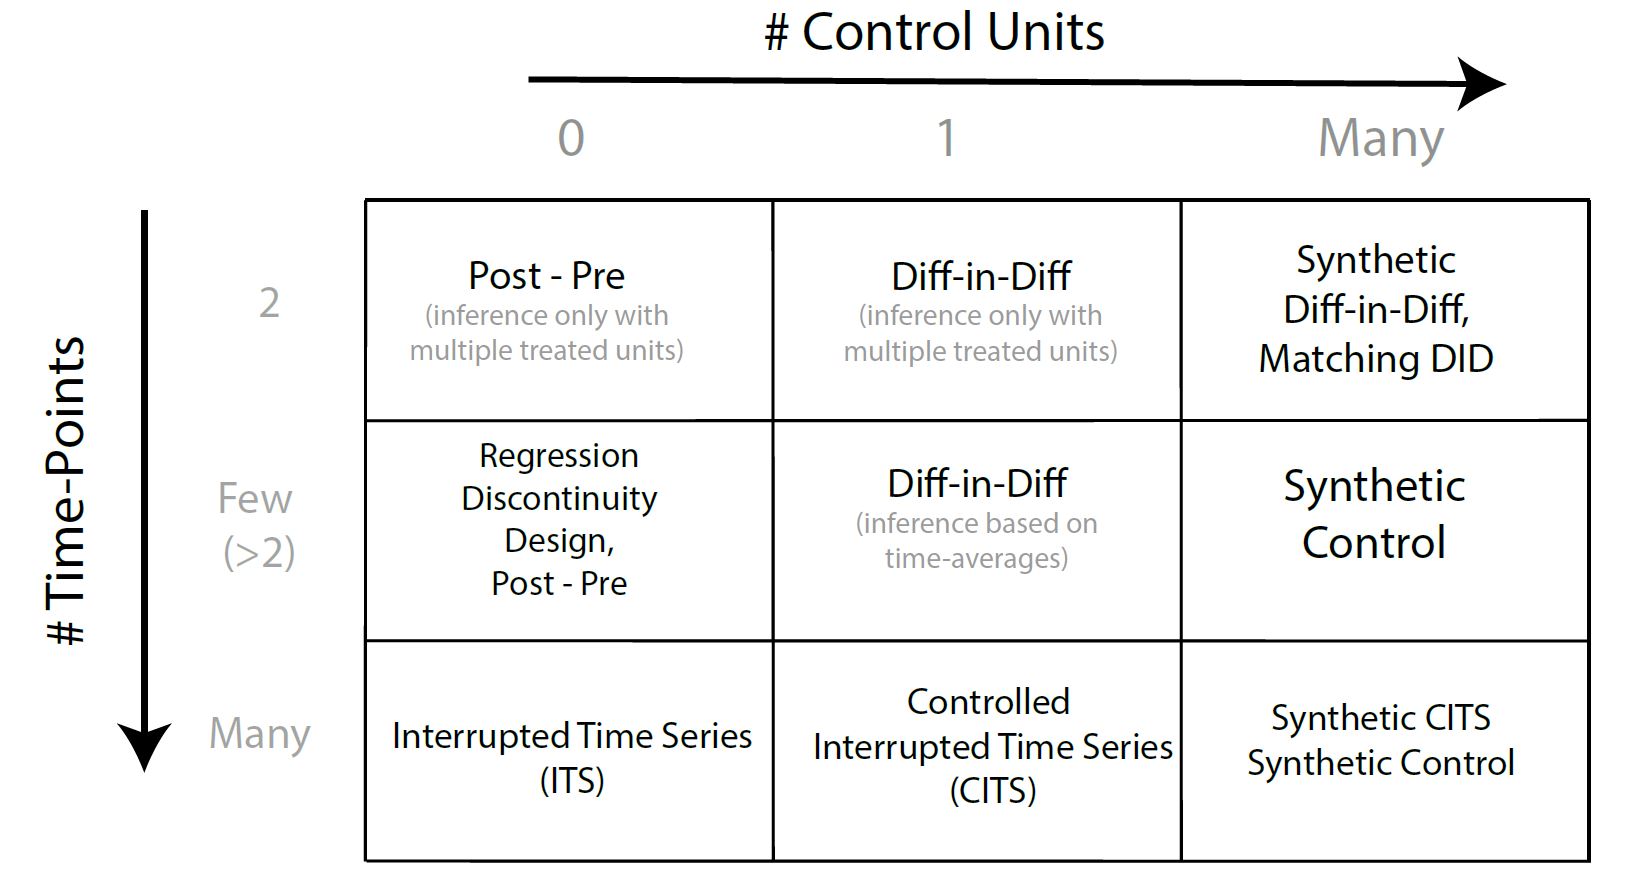 # Control Units
0
1
Many
# Time-Points
2
Post - Pre
(inference only with
multiple treated units)
Diff-in-Diff
(inference only with
multiple treated units)
Synthetic
Diff-in-Diff,
Matching DID
Few
(>2)
Regression
Discontinuity
Design,
Post - Pre
Diff-in-Diff
(inference based on
time-averages)
Synthetic
Control
Many
Interrupted Time Series
(ITS)
Controlled
Interrupted Time Series
(CITS)
Synthetic CITS
Synthetic Control